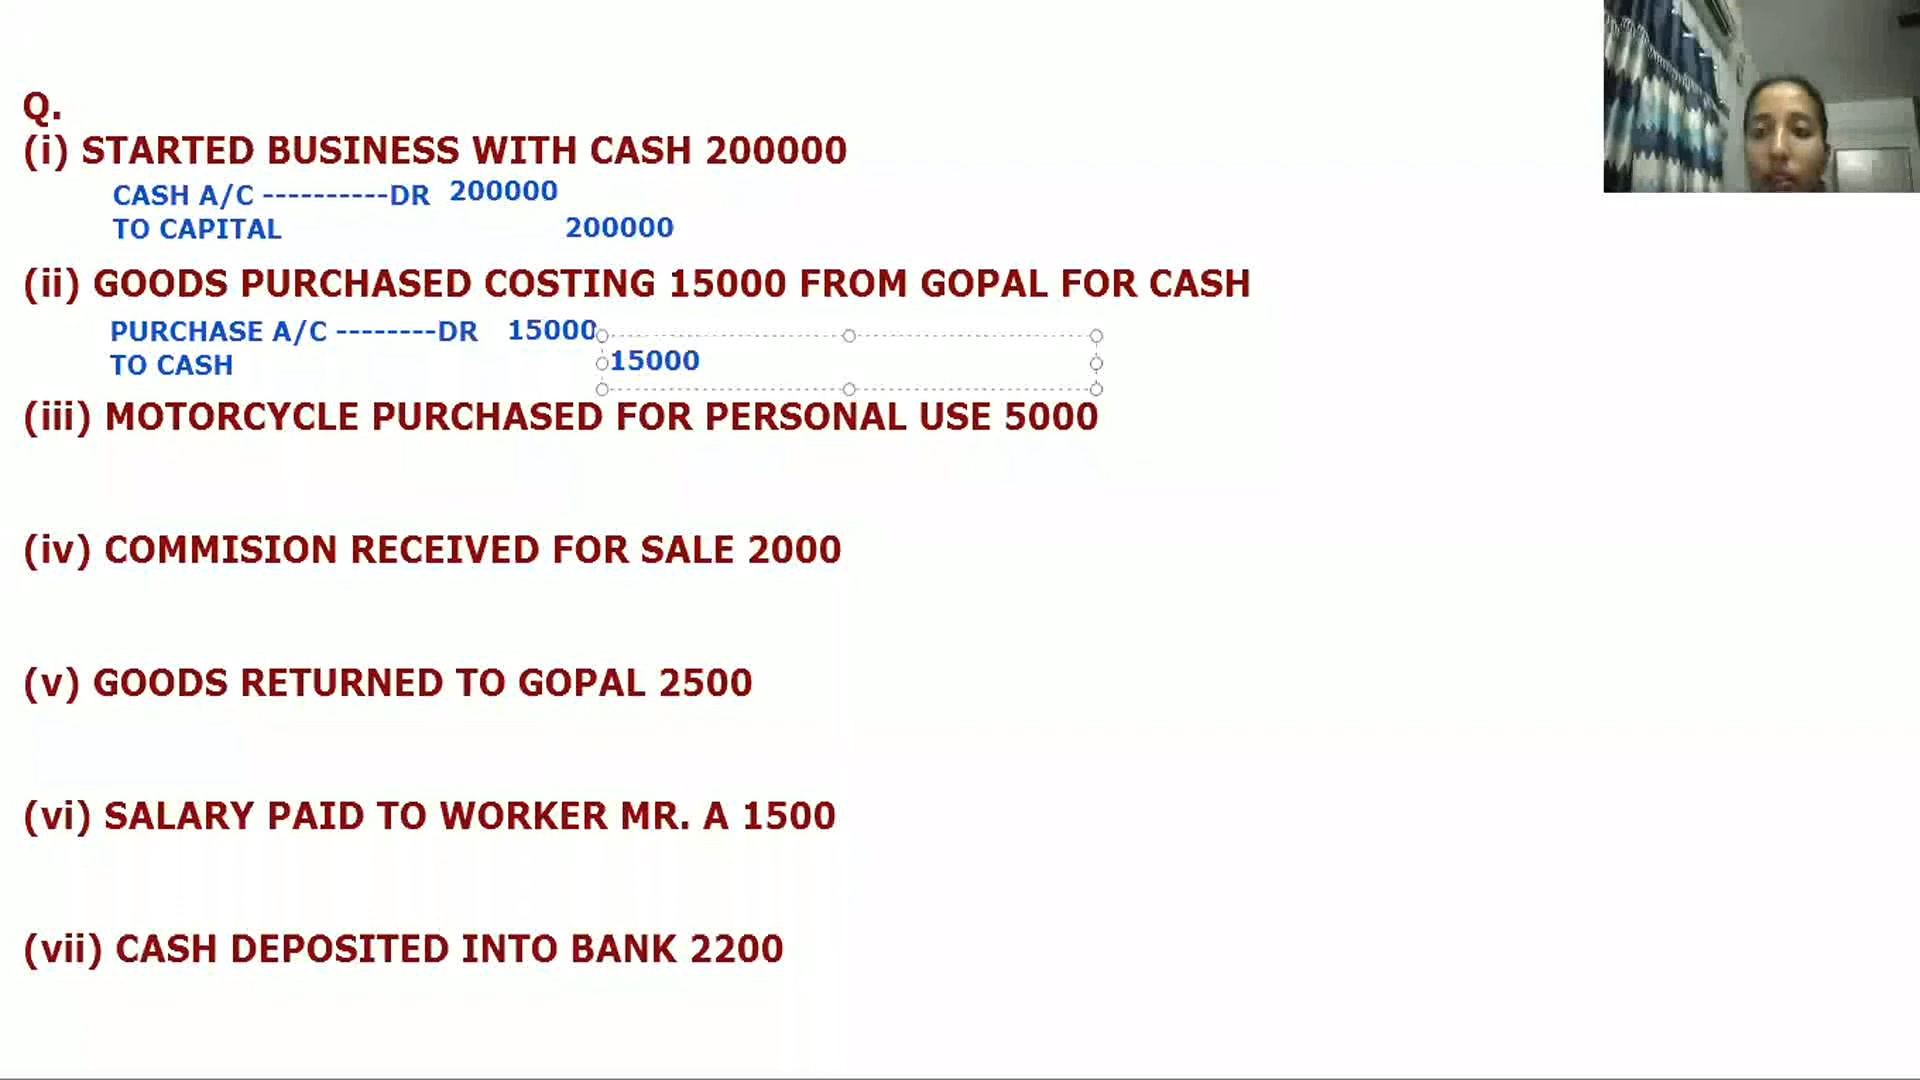 Q.
(i) STARTED BUSINESS WITH CASH 200000
CASH A/C ----------DR 200000
TO CAPITAL 200000
(ii) GOODS PURCHASED COSTING 15000 FROM GOPAL FOR CASH
PURCHASE A/C --------DR 15000
TO CASH 15000
(iii) MOTORCYCLE PURCHASED FOR PERSONAL USE 5000
(iv) COMMISION RECEIVED FOR SALE 2000
(v) GOODS RETURNED TO GOPAL 2500
(vi) SALARY PAID TO WORKER MR. A 1500
(vii) CASH DEPOSITED INTO BANK 2200